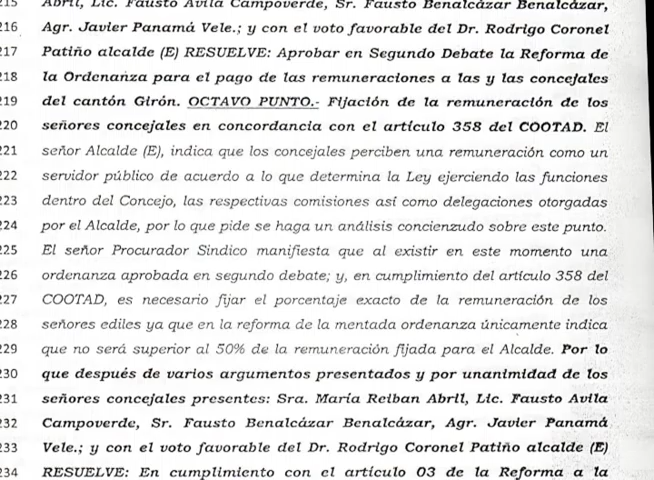 215 Abril, Lic. Fausto Avila Campoverde, Sr. Fausto Benalcázar Benalcázar,
216 Agr. Javier Panamá Vele.; y con el voto favorable del Dr. Rodrigo Coronel
217 Patiño alcalde (E) RESUELVE: Aprobar en Segundo Debate la Reforma de
218 la Ordenanza para el pago de las remuneraciones a las y las concejales
219 del cantón Girón. OCTAVO PUNTO.- Fijación de la remuneración de los
220 señores concejales en concordancia con el artículo 358 del COOTAD. El
221 señor Alcalde (E), indica que los concejales perciben una remuneración como un
222 servidor público de acuerdo a lo que determina la Ley ejerciendo las funciones
223 dentro del Concejo, las respectivas comisiones así como delegaciones otorgadas
224 por el Alcalde, por lo que pide se haga un análisis concienzudo sobre este punto.
225 El señor Procurador Sindico manifiesta que al existir en este momento una
226 ordenanza aprobada en segundo debate; y, en cumplimiento del artículo 358 del
227 COOTAD, es necesario fijar el porcentaje exacto de la remuneración de los
228 señores ediles ya que en la reforma de la mentada ordenanza únicamente indica
229 que no será superior al 50% de la remuneración fijada para el Alcalde. Por lo
230 que después de varios argumentos presentados y por unanimidad de los
231 señores concejales presentes: Sra. María Reiban Abril, Lic. Fausto Avila
232 Campoverde, Sr. Fausto Benalcázar Benalcázar, Agr. Javier Panamá
233 Vele.; y con el voto favorable del Dr. Rodrigo Coronel Patiño alcalde (E)
234 RESUELVE: En cumplimiento con el artículo 03 de la Reforma a la